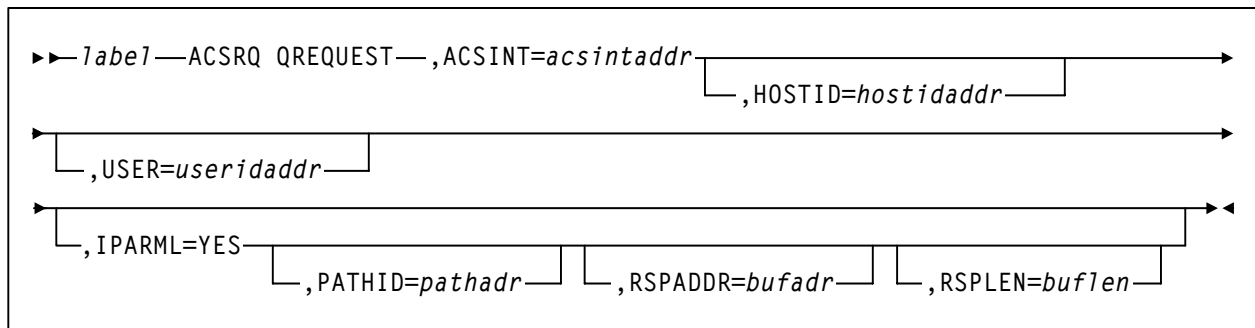 label ACSRQ QREQUEST ,ACSINT=acsintaddr
,HOSTID=hostidaddr
,USER=useridaddr
,IPARML=YES
,PATHID=pathadr ,RSPADDR=bufadr ,RSPLEN=buflen